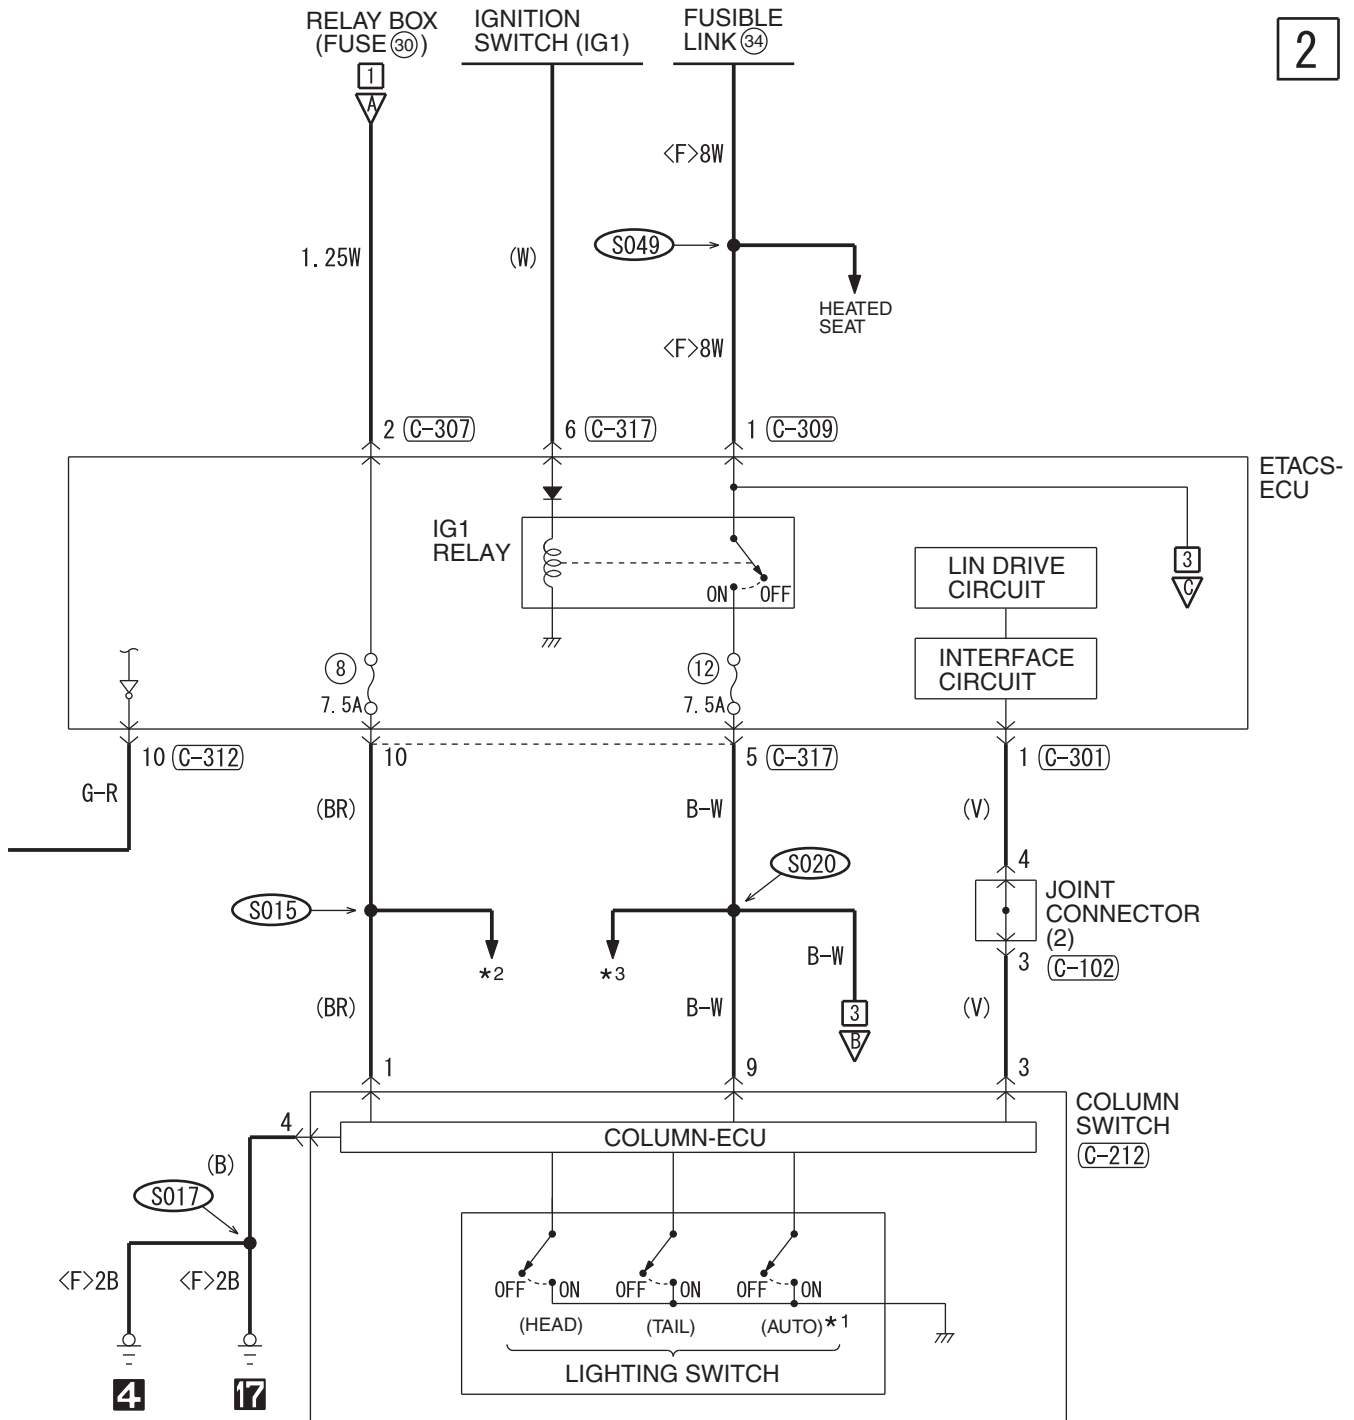 RELAY BOX
(FUSE 30)
IGNITION
SWITCH (IG1)
FUSIBLE
LINK 34
2
1
A
<F>8W
1.25W
(W)
S049
HEATED
SEAT
<F>8W
2 (C-307)
6 (C-317)
1 (C-309)
ETACS-
ECU
IG1
RELAY
ON
OFF
LIN DRIVE
CIRCUIT
3
C
INTERFACE
CIRCUIT
8
7.5A
12
7.5A
10 (C-312)
10
5 (C-317)
1 (C-301)
G-R
(BR)
B-W
(V)
S015
*2
S020
*3
B-W
3
B
4
JOINT
CONNECTOR
(2)
3 (C-102)
(BR)
B-W
(V)
1
9
3
COLUMN
SWITCH
(C-212)
4
COLUMN-ECU
(B)
S017
<F>2B
<F>2B
4
17
OFF ON
OFF ON
OFF ON
(HEAD)
(TAIL)
(AUTO)*1
LIGHTING SWITCH